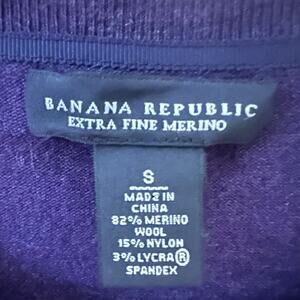 BANANA REPUBLIC
EXTRA FINE MERINO
S
MADE IN
CHINA
82% MERINO
WOOL
15% NYLON
3% LYCRA®
SPANDEX